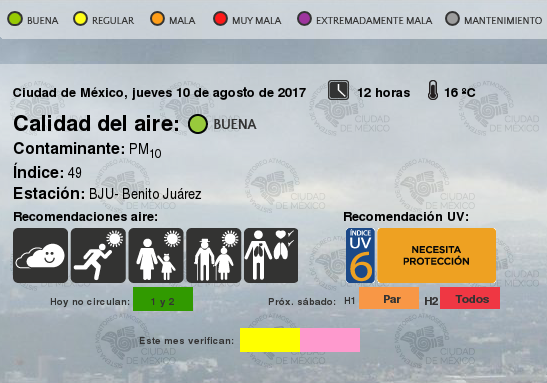 BUENA REGULAR MALA MUY MALA EXTREMADAMENTE MALA MANTENIMIENTO
Ciudad de México, jueves 10 de agosto de 2017 12 horas 16 ºC
Calidad del aire: BUENA
Contaminante: PM10
Índice: 49
Estación: BJU- Benito Juárez
Recomendaciones aire: Recomendación UV:
ÍNDICE UV 6 NECESITA PROTECCIÓN
Hoy no circulan: 1 y 2 Próx. sábado: H1 Par H2 Todos
Este mes verifican:
CIUDAD DE MÉXICO